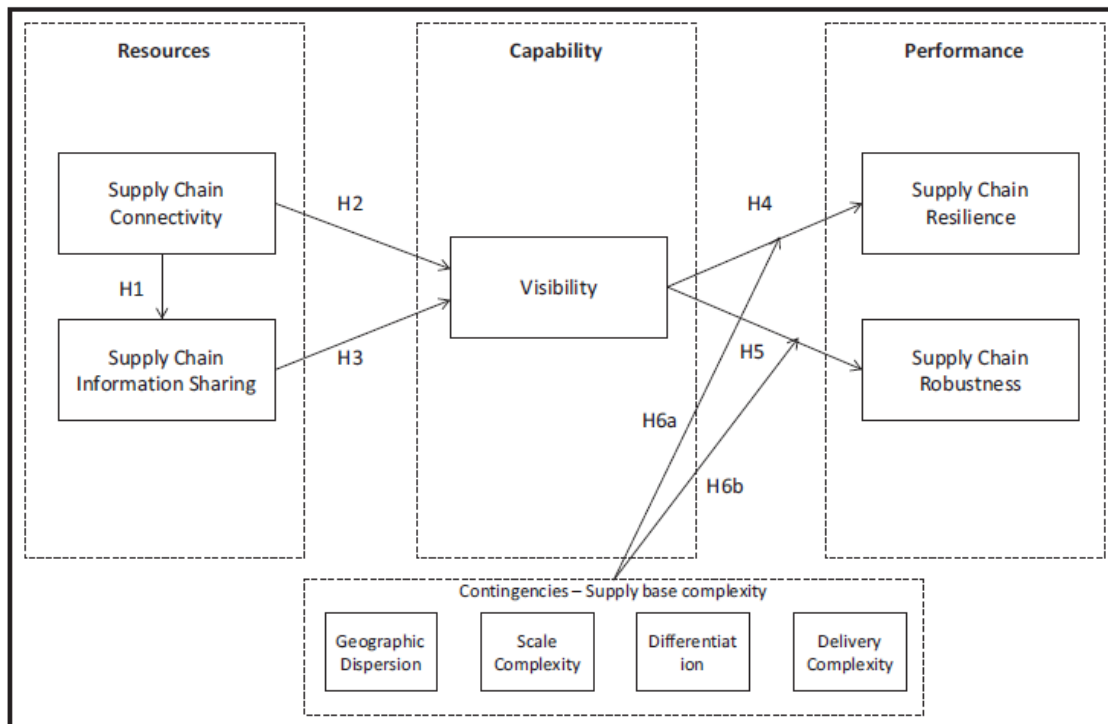 Resources
Capability
Performance
Supply Chain
Connectivity
H1
Supply Chain
Information Sharing
H2
H3
Visibility
H4
H5
Supply Chain
Resilience
Supply Chain
Robustness
H6a
H6b
Contingencies – Supply base complexity
Geographic
Dispersion
Scale
Complexity
Differentiat
ion
Delivery
Complexity